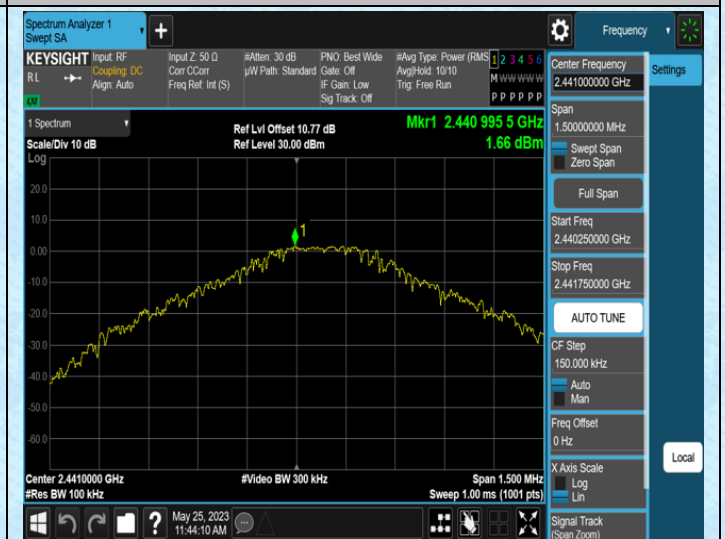 Spectrum Analyzer 1
Swept SA
+
Frequency
KEYSIGHT
RL
LXI
Input: RF
Coupling: DC
Align: Auto
Input Z: 50 Ω
Corr CCorr
Freq Ref: Int (S)
#Atten: 30 dB
µW Path: Standard
PNO: Best Wide
Gate: Off
IF Gain: Low
Sig Track: Off
#Avg Type: Power (RMS
Avg|Hold: 10/10
Trig: Free Run
1 2 3 4 5 6
M W W W W W
P P P P P P
1 Spectrum
Scale/Div 10 dB
Ref Lvl Offset 10.77 dB
Ref Level 30.00 dBm
Mkr1 2.440 995 5 GHz
1.66 dBm
Log
20.0
10.0
0.00
-10.0
-20.0
-30.0
-40.0
-50.0
-60.0
1
Center 2.4410000 GHz
#Res BW 100 kHz
#Video BW 300 kHz
Span 1.500 MHz
Sweep 1.00 ms (1001 pts)
?
May 25, 2023
11:44:10 AM
Center Frequency
2.441000000 GHz
Settings
Span
1.50000000 MHz
Swept Span
Zero Span
Full Span
Start Freq
2.440250000 GHz
Stop Freq
2.441750000 GHz
AUTO TUNE
CF Step
150.000 kHz
Auto
Man
Freq Offset
0 Hz
X Axis Scale
Log
Lin
Local
Signal Track
(Span Zoom)